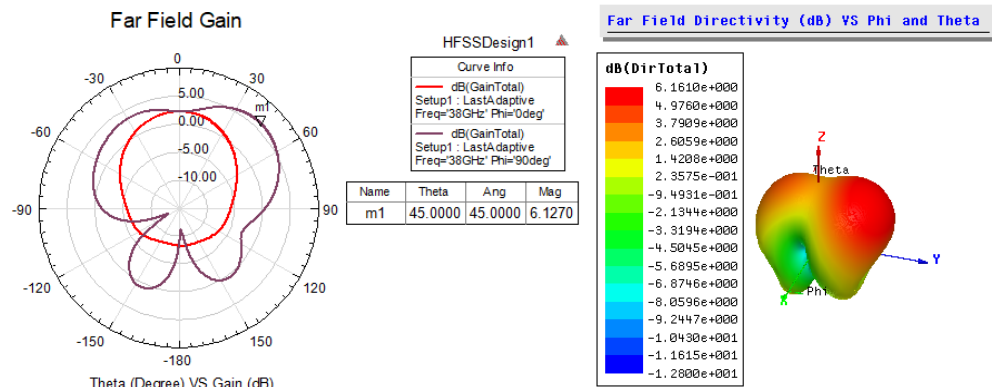 Far Field Gain
0
30
60
90
120
150
-180
-150
-120
-90
-60
-30
5.00
0.00
-5.00
-10.00
m1
Theta (Degree) VS Gain (dB)
HFSSDesign1
Curve Info
dB(GainTotal)
Setup1 : LastAdaptive
Freq='38GHz' Phi='0deg'
dB(GainTotal)
Setup1 : LastAdaptive
Freq='38GHz' Phi='90deg'
Name Theta Ang Mag
m1 45.0000 45.0000 6.1270
Far Field Directivity (dB) VS Phi and Theta
dB(DirTotal)
6.1610e+000
4.9760e+000
3.7909e+000
2.6059e+000
1.4208e+000
2.3575e-001
-9.4931e-001
-2.1344e+000
-3.3194e+000
-4.5045e+000
-5.6895e+000
-6.8746e+000
-8.0596e+000
-9.2447e+000
-1.0430e+001
-1.1615e+001
-1.2800e+001
Z
Theta
Y
Phi
X